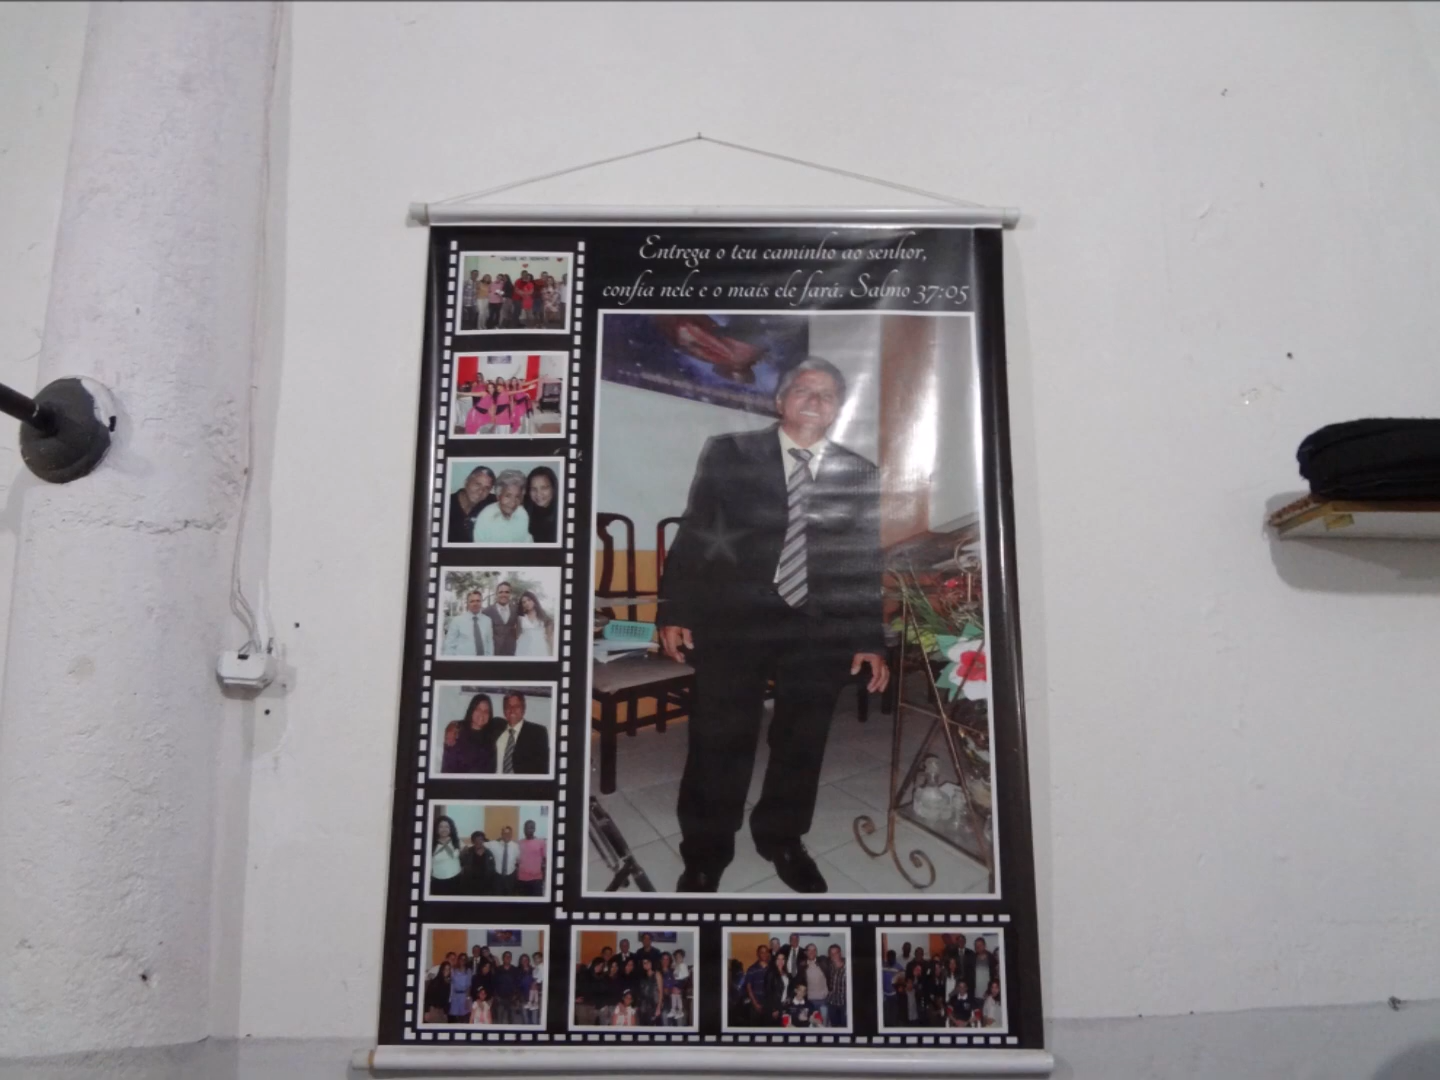 Entrega o teu caminho ao senhor,
confia nele e o mais ele fará. Salmo 37:05